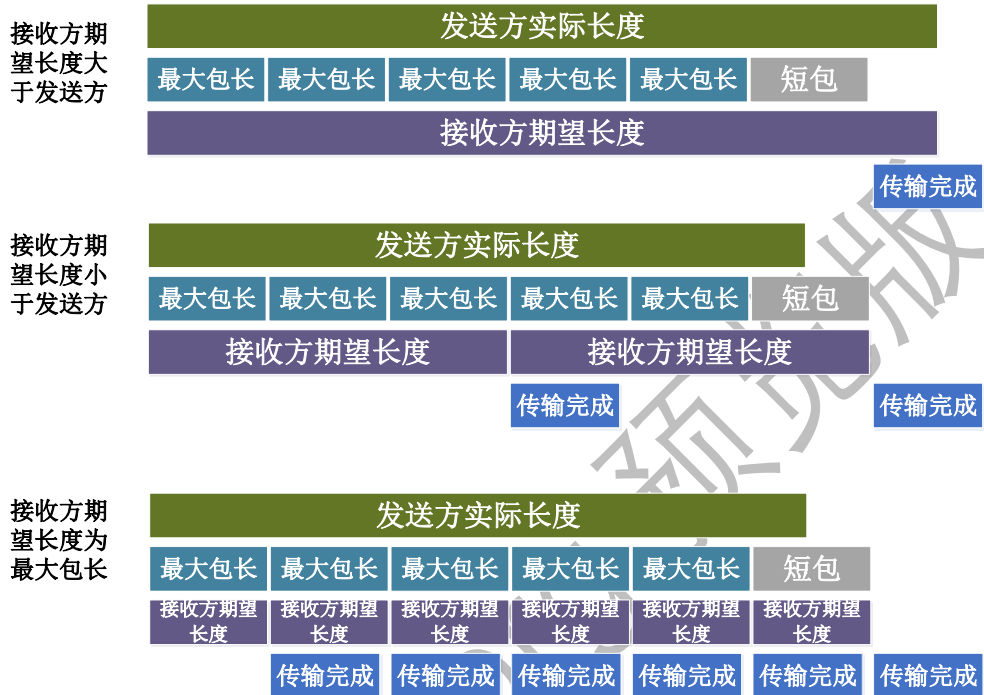 接收方期
望长度大
于发送方
发送方实际长度
最大包长 最大包长 最大包长 最大包长 最大包长 短包
接收方期望长度
传输完成
接收方期
望长度小
于发送方
发送方实际长度
最大包长 最大包长 最大包长 最大包长 最大包长 短包
接收方期望长度 接收方期望长度
传输完成 传输完成
接收方期
望长度为
最大包长
发送方实际长度
最大包长 最大包长 最大包长 最大包长 最大包长 短包
接收方期望 接收方期望 接收方期望 接收方期望 接收方期望 接收方期望
长度 长度 长度 长度 长度 长度
传输完成 传输完成 传输完成 传输完成 传输完成 传输完成
预览版